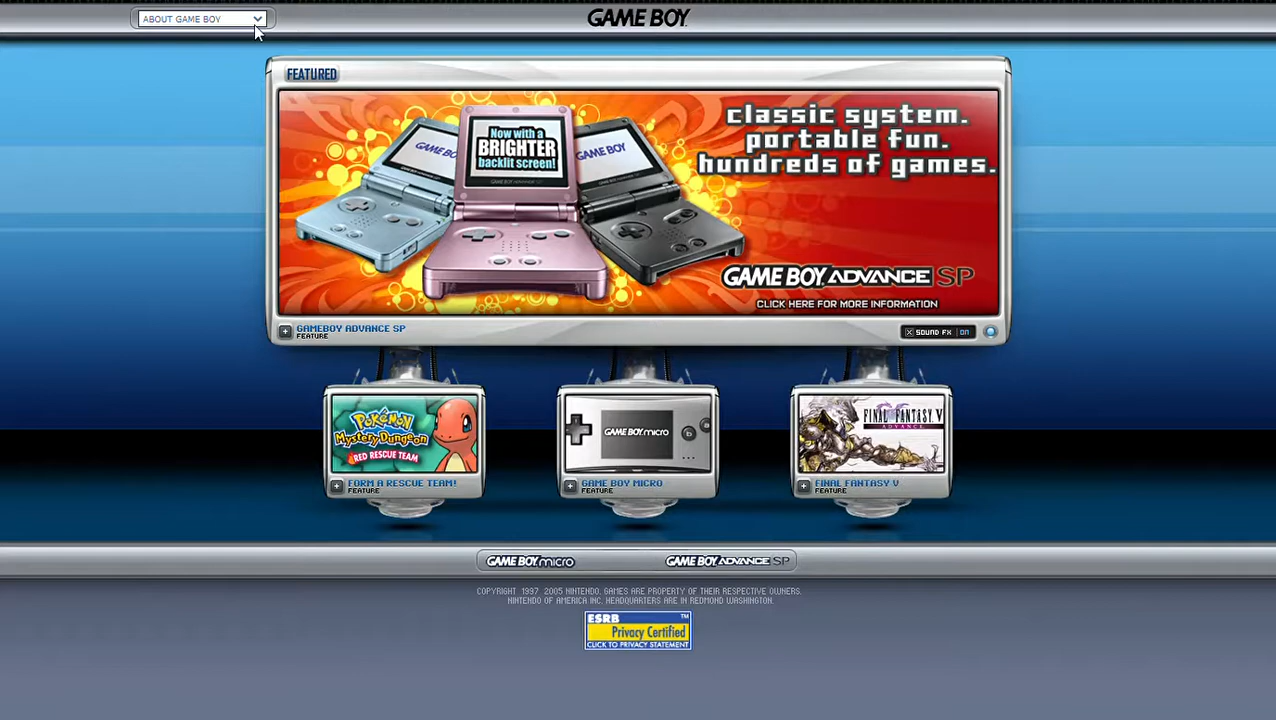 ABOUT GAME BOY
GAME BOY
FEATURED
Now with a
BRIGHTER
backlit screen!
GAME BOY
GAME BOY
classic system.
portable fun.
hundreds of games.
GAME BOY ADVANCE SP
CLICK HERE FOR MORE INFORMATION
GAMEBOY ADVANCE SP
FEATURE
SOUND FX | ON
POKéMON
Mystery Dungeon
RED RESCUE TEAM!
GAME BOY micro
FINAL FANTASY V
ADVANCE
FORM A RESCUE TEAM!
FEATURE
GAME BOY MICRO
FEATURE
FINAL FANTASY V
FEATURE
GAME BOY micro
GAME BOY ADVANCE SP
COPYRIGHT 1997 2005 NINTENDO. GAMES ARE PROPERTY OF THEIR RESPECTIVE OWNERS.
NINTENDO OF AMERICA INC. HEADQUARTERS ARE IN REDMOND WASHINGTON.
ESRB TM
Privacy Certified
CLICK TO PRIVACY STATEMENT